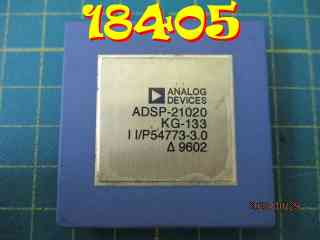 18405
ANALOG
DEVICES
ADSP-21020
KG-133
I I/P54773-3.0
Δ 9602